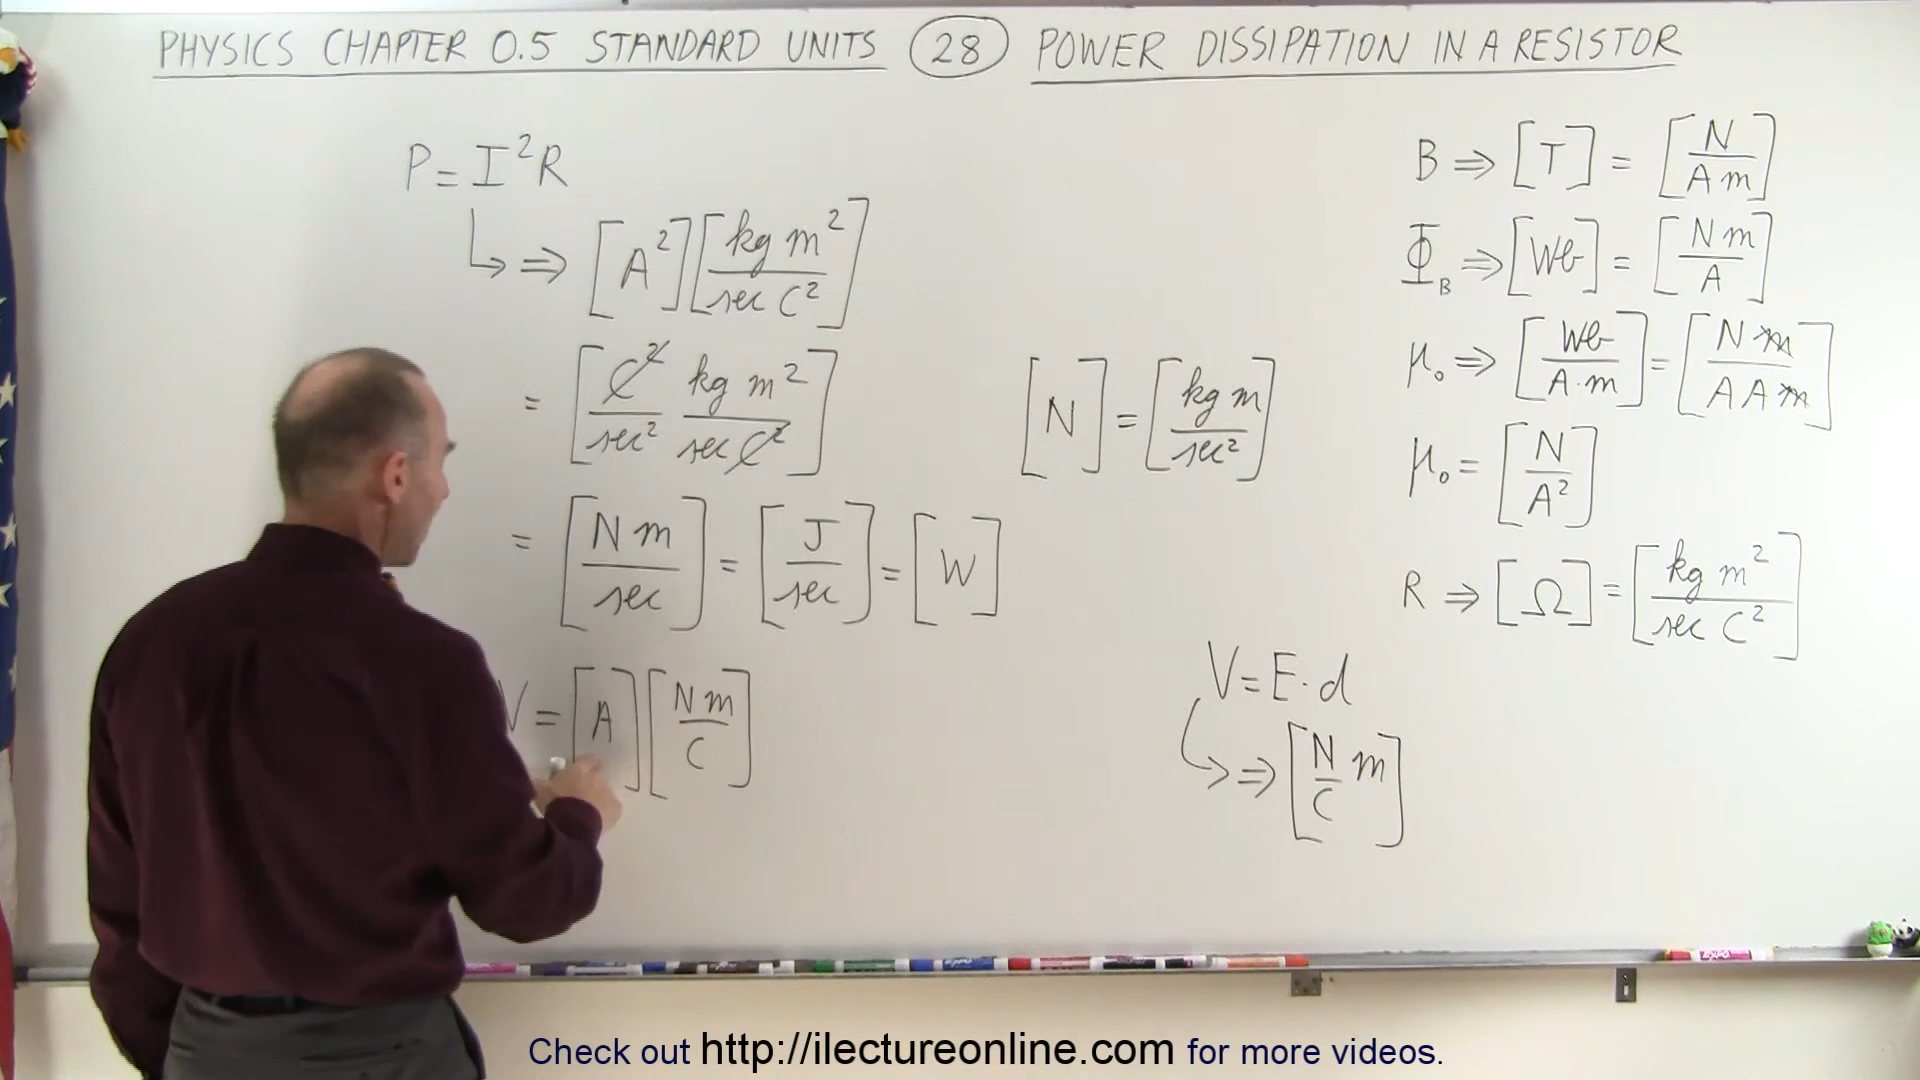 PHYSICS CHAPTER 0.5 STANDARD UNITS 28 POWER DISSIPATION IN A RESISTOR
P = I²R
↳ ⇒ [A²] [kg m² / sec C²]
= [C²/sec² kg m²/sec C²]
= [N m / sec] = [J / sec] = [W]
V = [A] [N m / C]
[N] = [kg m / sec²]
V = E · d
⇒ [N/C m]
B ⇒ [T] = [N / A m]
Φ_B ⇒ [Wb] = [N m / A]
μ₀ ⇒ [Wb / A·m] = [N m / A A m]
μ₀ = [N / A²]
R ⇒ [Ω] = [kg m² / sec C²]
Check out http://ilectureonline.com for more videos.